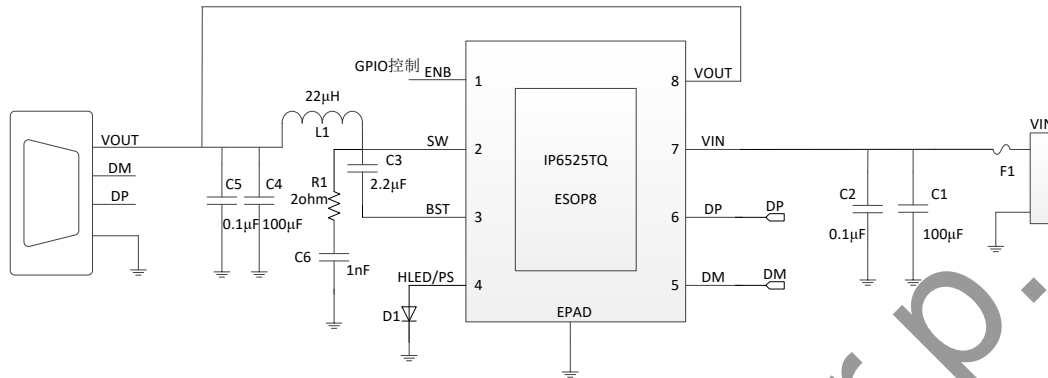 GPIO控制 ENB
1
8
VOUT
VIN
22μH
L1
VOUT
DM
DP
SW
2
7
VIN
F1
C3
2.2μF
R1
2ohm
IP6525TQ
ESOP8
C5
0.1μF
C4
100μF
BST
3
6
DP
DP
C2
0.1μF
C1
100μF
C6
1nF
HLED/PS
4
5
DM
DM
D1
EPAD